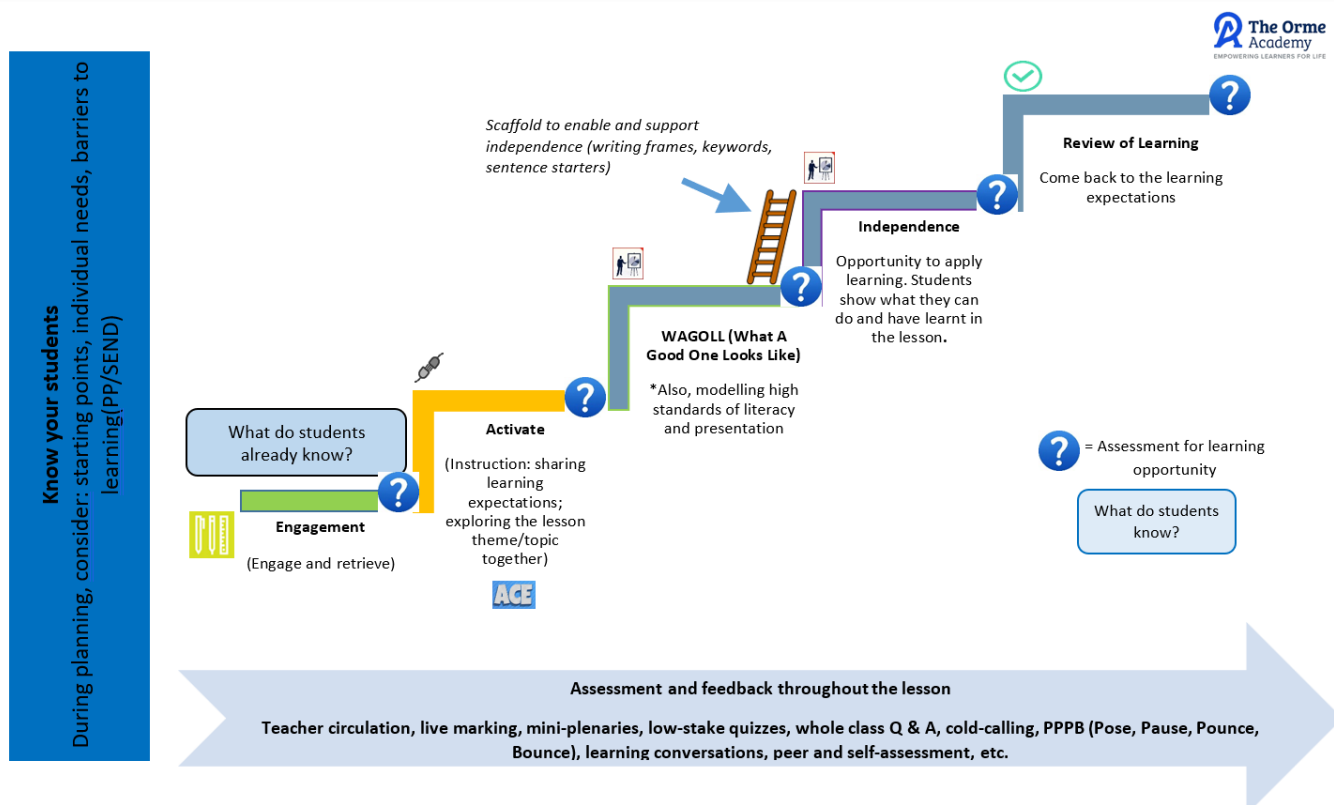 The Orme
Academy
EMPOWERING LEARNERS FOR LIFE
Know your students
During planning, consider: starting points, individual needs, barriers to
learning(PP/SEND)
Scaffold to enable and support
independence (writing frames, keywords,
sentence starters)
?
Review of Learning
Come back to the learning
expectations
?
Independence
Opportunity to apply
learning. Students
show what they can
do and have learnt in
the lesson.
?
WAGOLL (What A
Good One Looks Like)
*Also, modelling high
standards of literacy
and presentation
?
Activate
(Instruction: sharing
learning
expectations;
exploring the lesson
theme/topic
together)
ACE
What do students
already know?
?
Engagement
(Engage and retrieve)
? = Assessment for learning
opportunity
What do students
know?
Assessment and feedback throughout the lesson
Teacher circulation, live marking, mini-plenaries, low-stake quizzes, whole class Q & A, cold-calling, PPPB (Pose, Pause, Pounce,
Bounce), learning conversations, peer and self-assessment, etc.